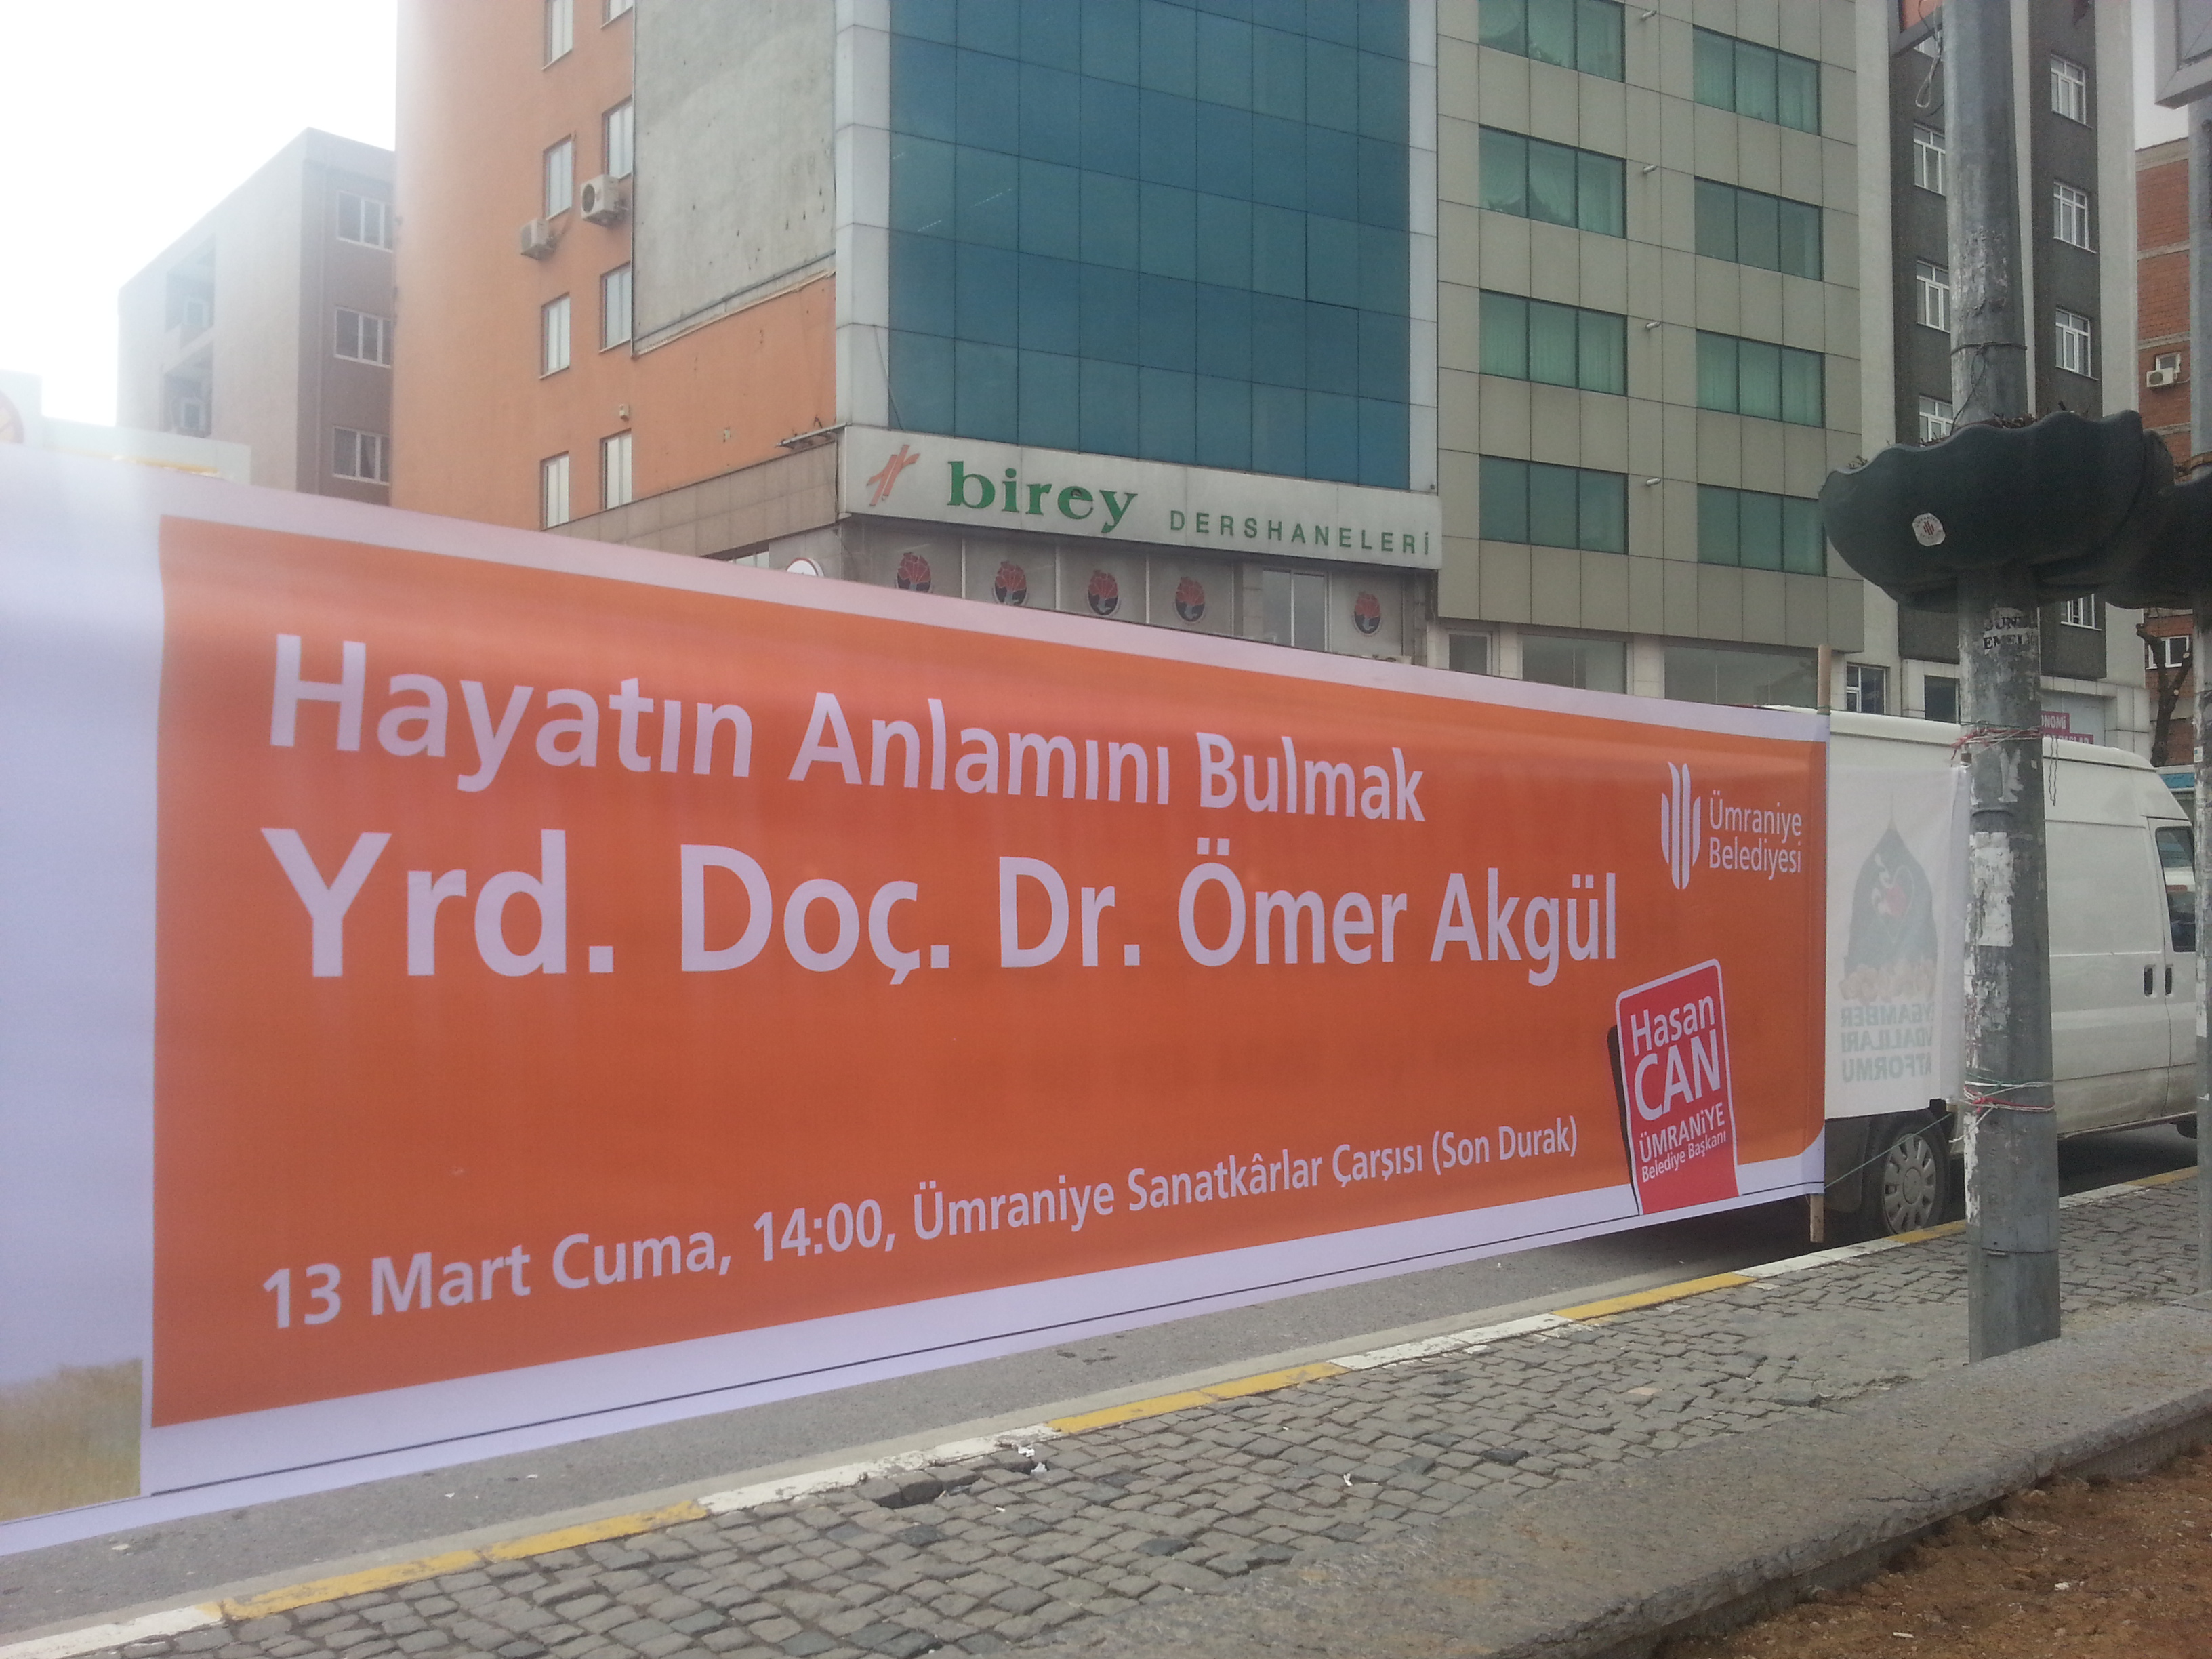 birey DERSHANELERİ
Hayatın Anlamını Bulmak
Yrd. Doç. Dr. Ömer Akgül
Ümraniye
Belediyesi
Hasan
CAN
ÜMRANİYE
Belediye Başkanı
13 Mart Cuma, 14:00, Ümraniye Sanatkârlar Çarşısı (Son Durak)